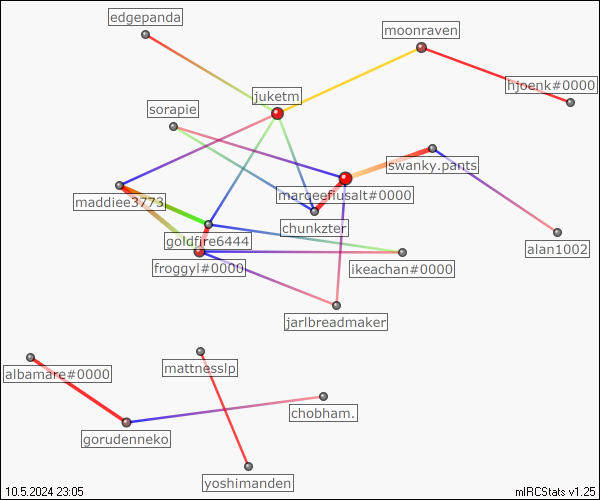 edgepanda
moonraven
hjoenk#0000
juketm
sorapie
swanky.pants
maddiee3773
marqeefiusalt#0000
chunkzter
goldfire6444
alan1002
froggyl#0000
ikeachan#0000
jarlbreadmaker
mattnesslp
albamare#0000
chobham.
gorudenneko
yoshimanden
10.5.2024 23:05
mIRCStats v1.25